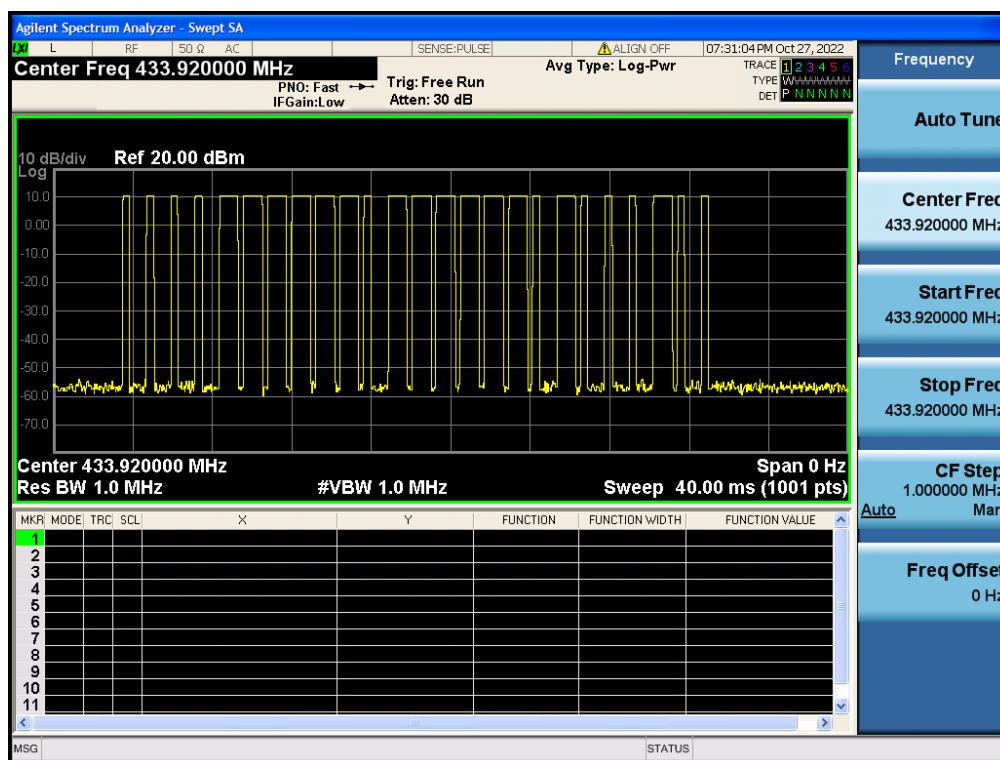 Agilent Spectrum Analyzer - Swept SA
LXI L RF 50 Ω AC SENSE:PULSE ALIGN OFF 07:31:04 PM Oct 27, 2022
Center Freq 433.920000 MHz
PNO: Fast
IFGain:Low
Trig: Free Run
Atten: 30 dB
Avg Type: Log-Pwr
TRACE 1 2 3 4 5 6
TYPE W W W W W W
DET P N N N N N
10 dB/div Ref 20.00 dBm
Log
10.0
0.00
-10.0
-20.0
-30.0
-40.0
-50.0
-60.0
-70.0
Center 433.920000 MHz Span 0 Hz
Res BW 1.0 MHz #VBW 1.0 MHz Sweep 40.00 ms (1001 pts)
MKR MODE TRC SCL X Y FUNCTION FUNCTION WIDTH FUNCTION VALUE
1
2
3
4
5
6
7
8
9
10
11
MSG STATUS
Frequency
Auto Tune
Center Freq
433.920000 MHz
Start Freq
433.920000 MHz
Stop Freq
433.920000 MHz
CF Step
1.000000 MHz
Auto Man
Freq Offset
0 Hz